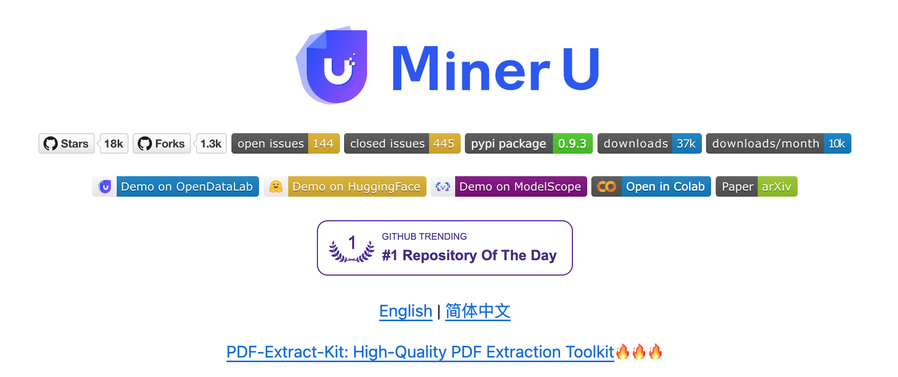 U Miner U
Stars 18k Forks 1.3k open issues 144 closed issues 445 pypi package 0.9.3 downloads 37k downloads/month 10k
Demo on OpenDataLab Demo on HuggingFace Demo on ModelScope Open in Colab Paper arXiv
1 GITHUB TRENDING
#1 Repository Of The Day
English | 简体中文
PDF-Extract-Kit: High-Quality PDF Extraction Toolkit🔥🔥🔥